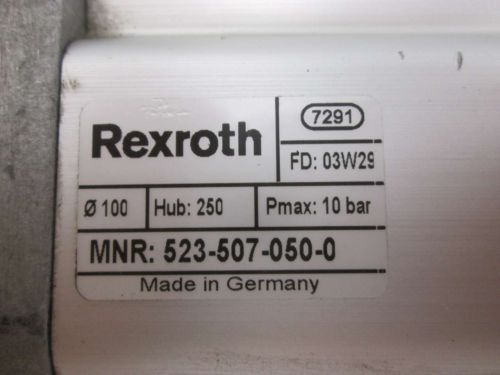 Rexroth
7291
FD: 03W29
Ø 100 Hub: 250 Pmax: 10 bar
MNR: 523-507-050-0
Made in Germany